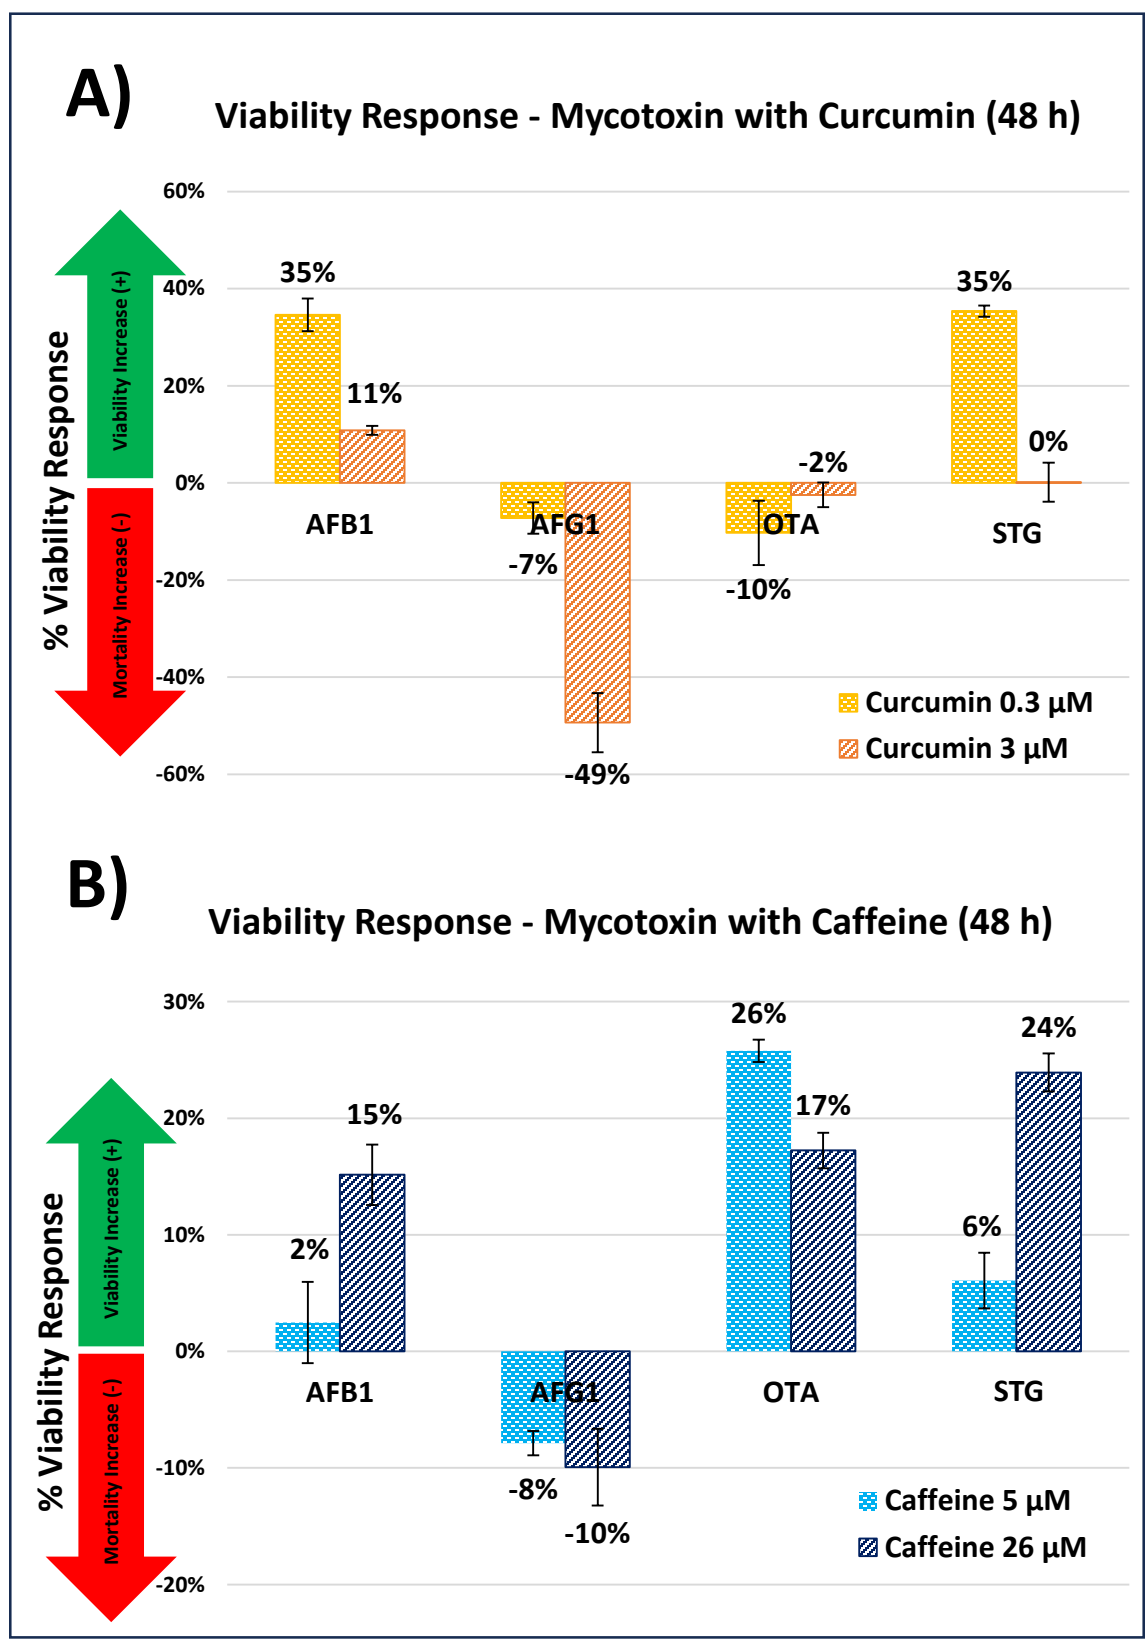 A)
Viability Response - Mycotoxin with Curcumin (48 h)
60%
40%
20%
0%
-20%
-40%
-60%
% Viability Response
Viability Increase (+)
Mortality Increase (-)
35%
11%
-7%
-49%
-10%
-2%
35%
0%
AFB1
AFG1
OTA
STG
Curcumin 0.3 μM
Curcumin 3 μM
B)
Viability Response - Mycotoxin with Caffeine (48 h)
30%
20%
10%
0%
-10%
-20%
% Viability Response
Viability Increase (+)
Mortality Increase (-)
2%
15%
-8%
-10%
26%
17%
6%
24%
AFB1
AFG1
OTA
STG
Caffeine 5 μM
Caffeine 26 μM